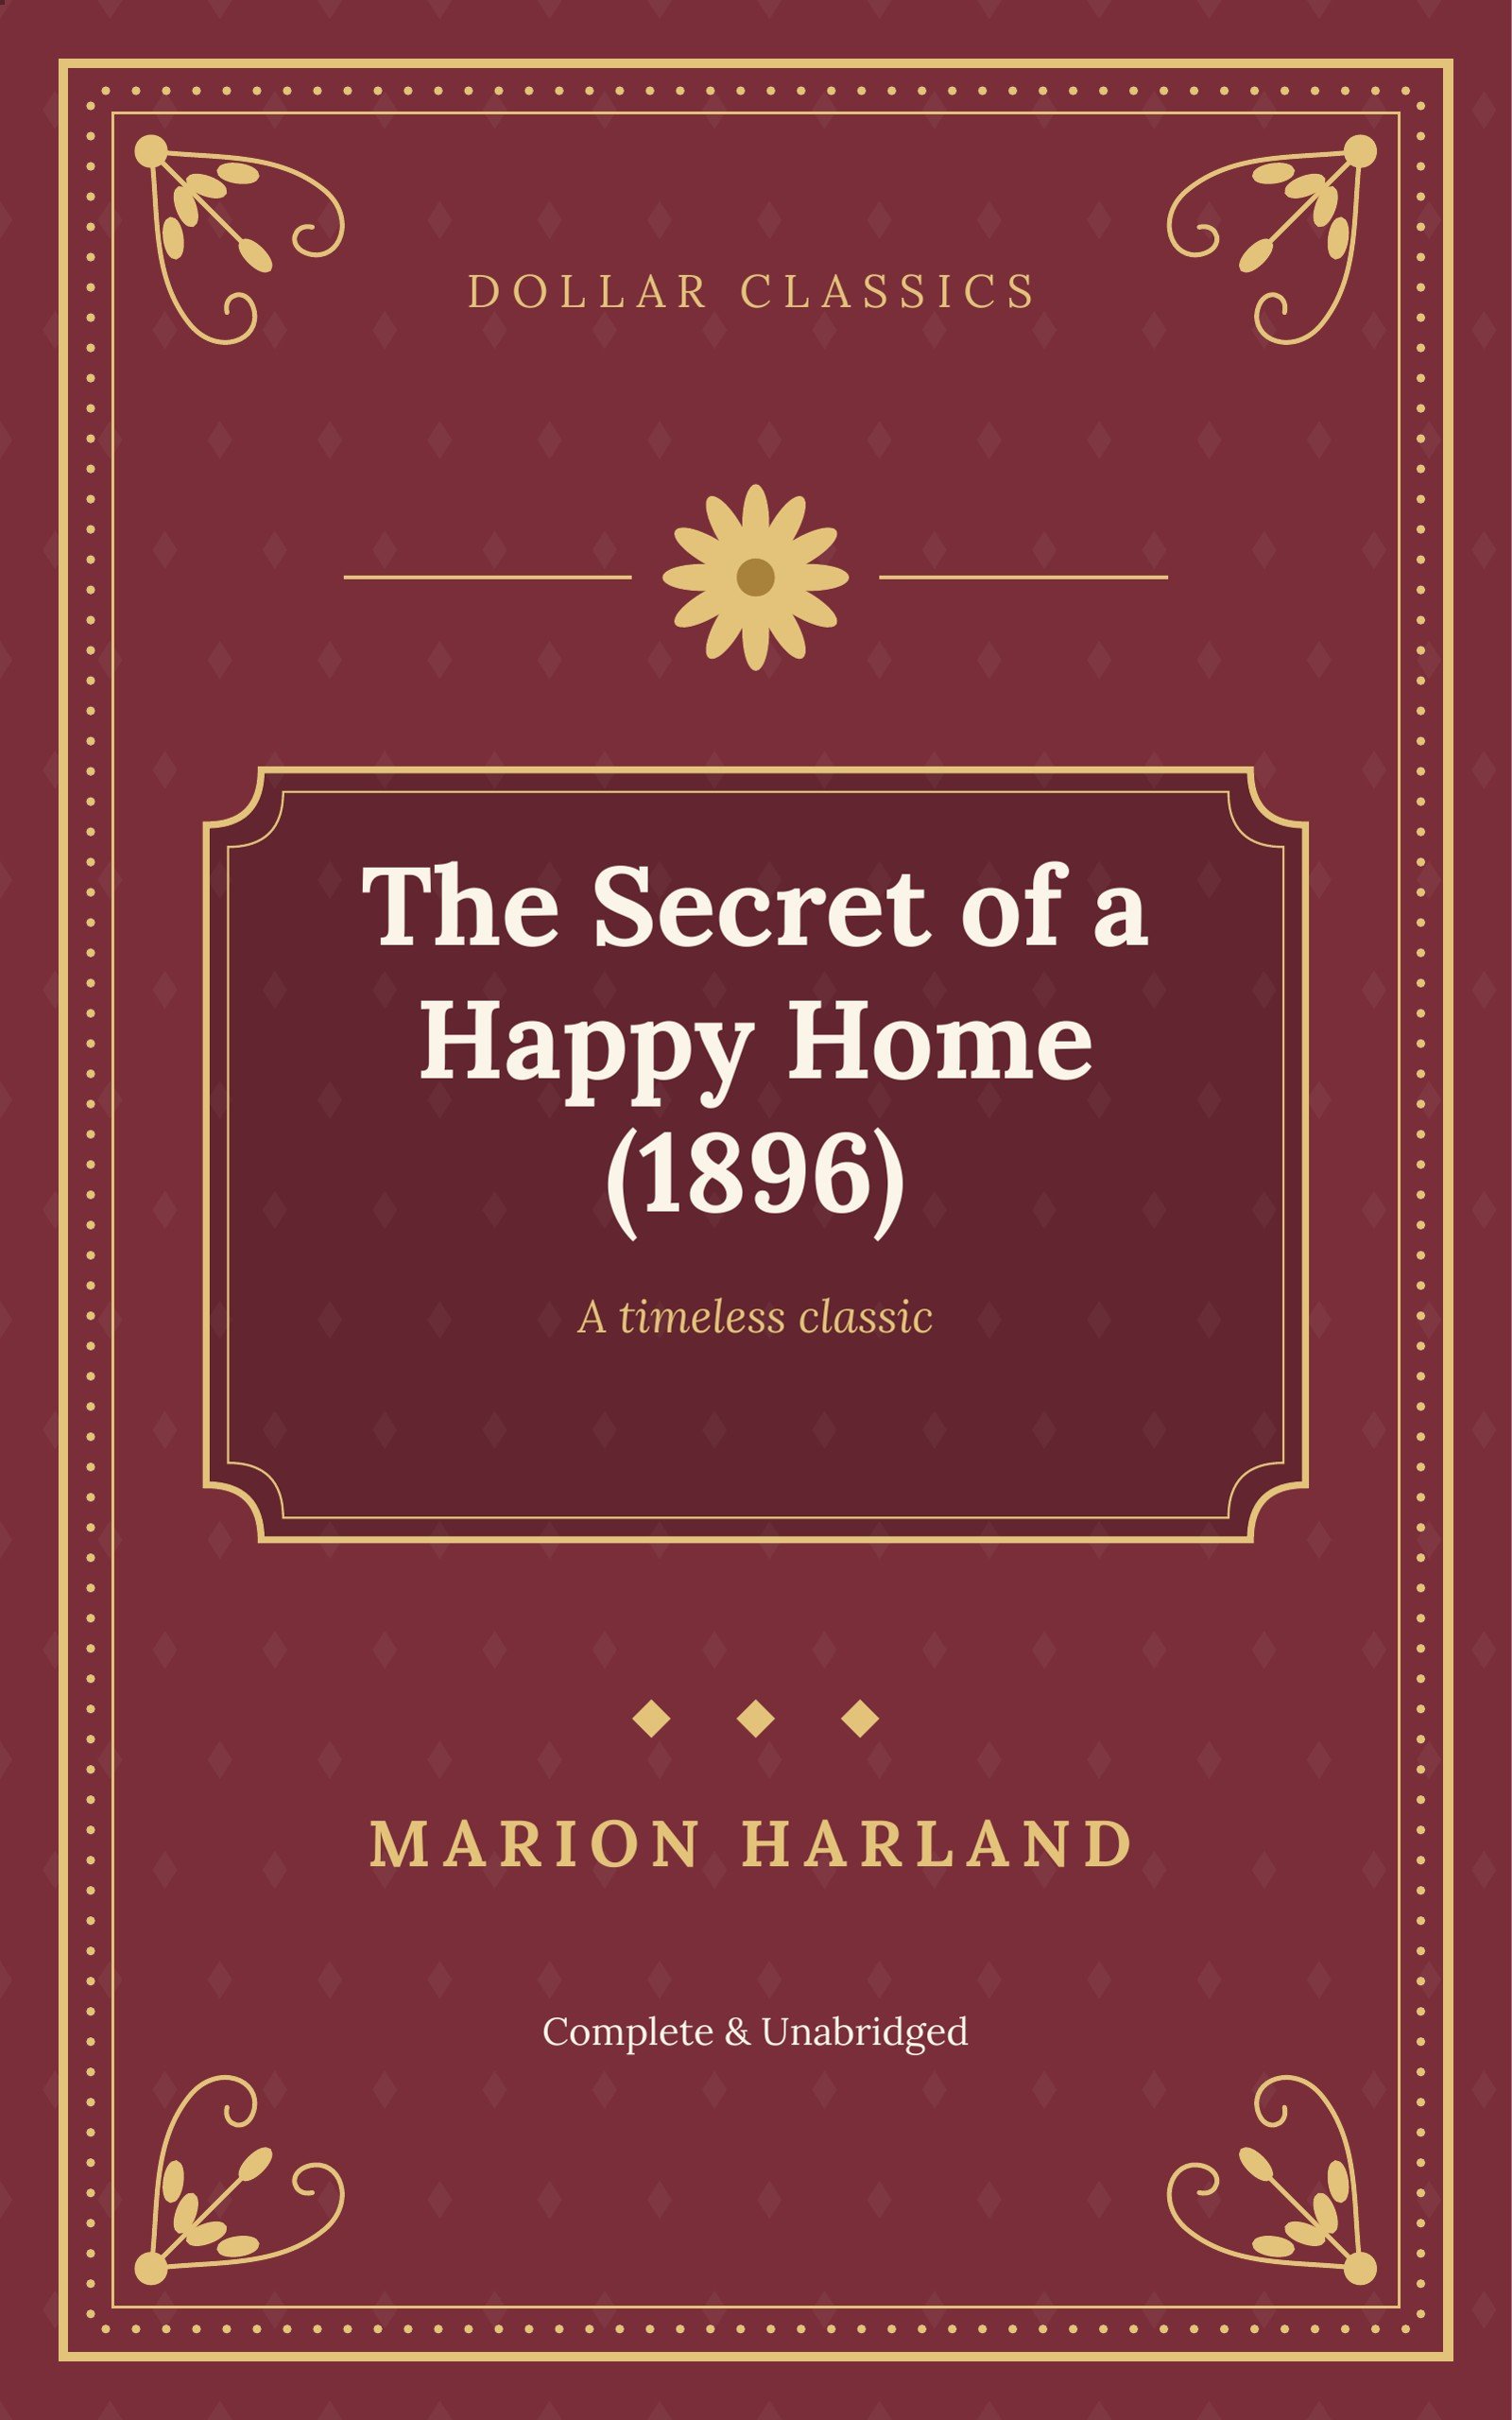 DOLLAR CLASSICS
The Secret of a
Happy Home
(1896)
A timeless classic
MARION HARLAND
Complete & Unabridged